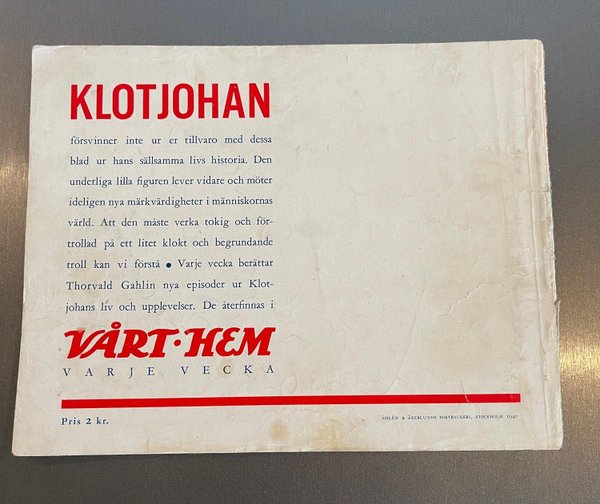 KLOTJOHAN
försvinner inte ur er tillvaro med dessa
blad ur hans sällsamma livs historia. Den
underliga lilla figuren lever vidare och möter
ideligen nya märkvärdigheter i människornas
värld. Att den måste verka tokig och för-
trollad på ett litet klokt och begrundande
troll kan vi förstå ● Varje vecka berättar
Thorvald Gahlin nya episoder ur Klot-
johans liv och upplevelser. De återfinnas i
VÅRT·HEM
VARJE VECKA
Pris 2 kr.
ÅHLÉN & ÅKERLUNDS BOKTRYCKERI, STOCKHOLM 1940